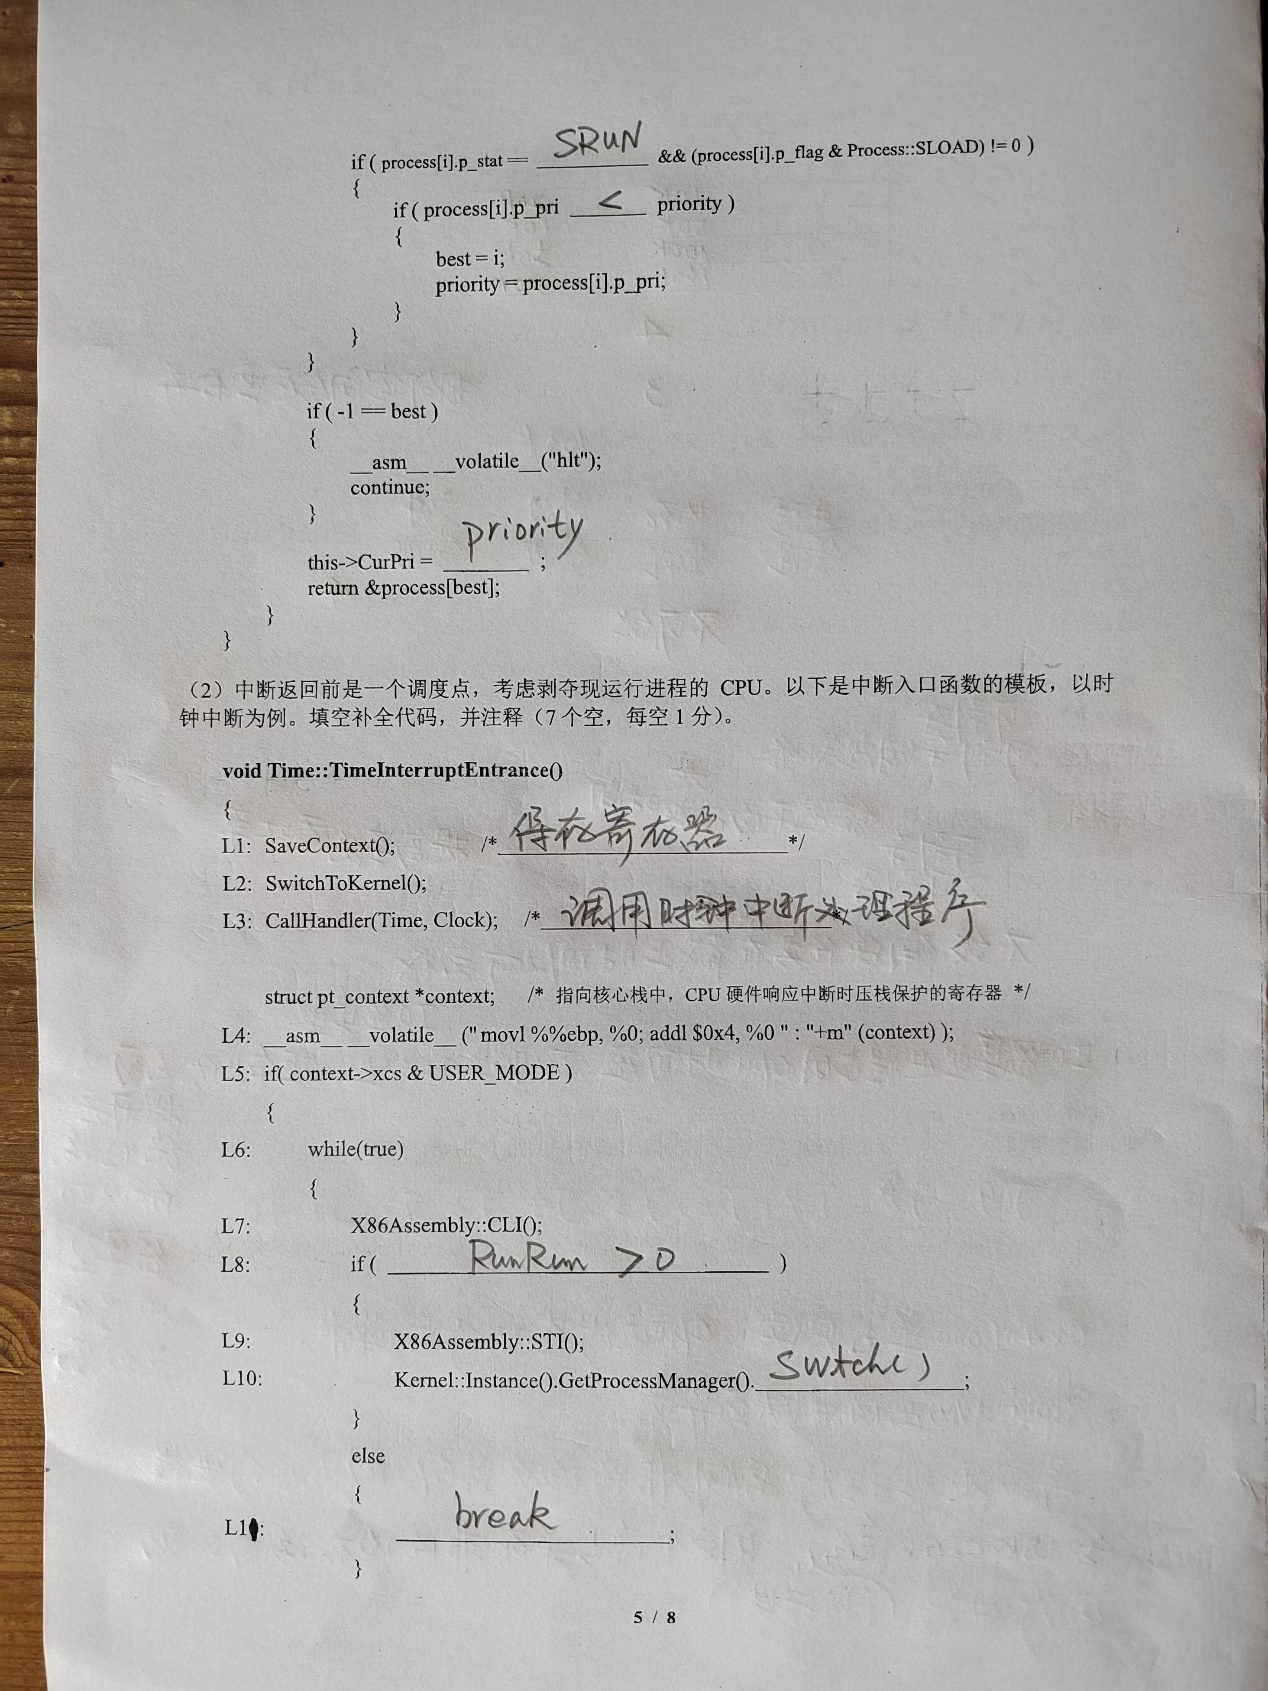 if ( process[i].p_stat == SRUN && (process[i].p_flag & Process::SLOAD) != 0 )
{
if ( process[i].p_pri < priority )
{
best = i;
priority = process[i].p_pri;
}
}
}
if ( -1 == best )
{
__asm__ __volatile__("hlt");
continue;
}
this->CurPri = priority ;
return &process[best];
}
}
（2）中断返回前是一个调度点，考虑剥夺现运行进程的 CPU。以下是中断入口函数的模板，以时
钟中断为例。填空补全代码，并注释（7 个空，每空 1 分）。
void Time::TimeInterruptEntrance()
{
L1: SaveContext(); /* 保存寄存器 */
L2: SwitchToKernel();
L3: CallHandler(Time, Clock); /* 调用时钟中断处理程序 */
struct pt_context *context; /* 指向核心栈中，CPU 硬件响应中断时压栈保护的寄存器 */
L4: __asm__ __volatile__ (" movl %%ebp, %0; addl $0x4, %0 " : "+m" (context) );
L5: if( context->xcs & USER_MODE )
{
L6: while(true)
{
L7: X86Assembly::CLI();
L8: if ( RunRun > 0 )
{
L9: X86Assembly::STI();
L10: Kernel::Instance().GetProcessManager(). Swtch() ;
}
else
{
L11: break ;
}
5 / 8